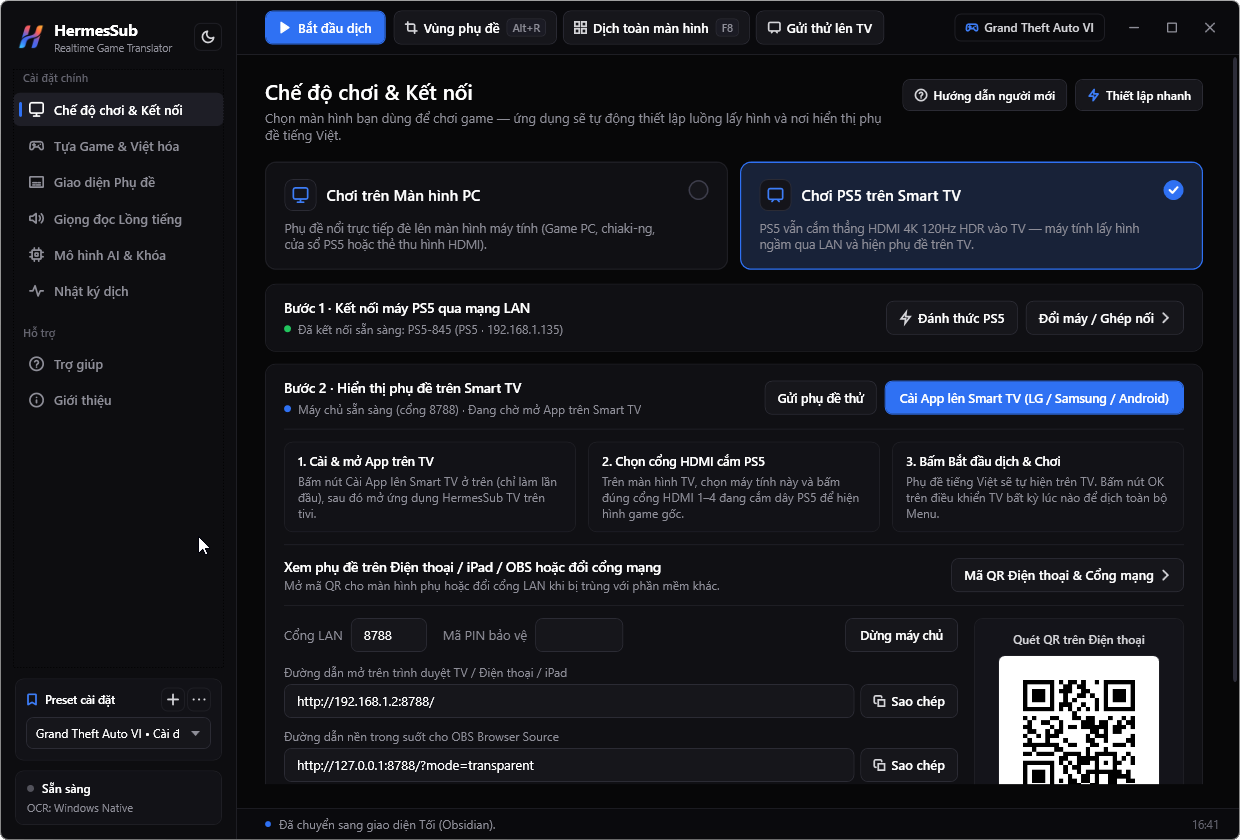 HermesSub
Realtime Game Translator
Bắt đầu dịch
Vùng phụ đề Alt+R
Dịch toàn màn hình F8
Gửi thử lên TV
Grand Theft Auto VI
Cài đặt chính
Chế độ chơi & Kết nối
Tựa Game & Việt hóa
Giao diện Phụ đề
Giọng đọc Lồng tiếng
Mô hình AI & Khóa
Nhật ký dịch
Hỗ trợ
Trợ giúp
Giới thiệu
Preset cài đặt
Grand Theft Auto VI • Cài đ
Sẵn sàng
OCR: Windows Native
Chế độ chơi & Kết nối
Chọn màn hình bạn dùng để chơi game — ứng dụng sẽ tự động thiết lập luồng lấy hình và nơi hiển thị phụ
đề tiếng Việt.
Hướng dẫn người mới
Thiết lập nhanh
Chơi trên Màn hình PC
Phụ đề nổi trực tiếp đè lên màn hình máy tính (Game PC, chiaki-ng,
cửa sổ PS5 hoặc thẻ thu hình HDMI).
Chơi PS5 trên Smart TV
PS5 vẫn cắm thẳng HDMI 4K 120Hz HDR vào TV — máy tính lấy hình
ngầm qua LAN và hiện phụ đề trên TV.
Bước 1 · Kết nối máy PS5 qua mạng LAN
Đã kết nối sẵn sàng: PS5-845 (PS5 · 192.168.1.135)
Đánh thức PS5
Đổi máy / Ghép nối
Bước 2 · Hiển thị phụ đề trên Smart TV
Máy chủ sẵn sàng (cổng 8788) · Đang chờ mở App trên Smart TV
Gửi phụ đề thử
Cài App lên Smart TV (LG / Samsung / Android)
1. Cài & mở App trên TV
Bấm nút Cài App lên Smart TV ở trên (chỉ làm lần
đầu), sau đó mở ứng dụng HermesSub TV trên
tivi.
2. Chọn cổng HDMI cắm PS5
Trên màn hình TV, chọn máy tính này và bấm
đúng cổng HDMI 1–4 đang cắm dây PS5 để hiện
hình game gốc.
3. Bấm Bắt đầu dịch & Chơi
Phụ đề tiếng Việt sẽ tự hiện trên TV. Bấm nút OK
trên điều khiển TV bất kỳ lúc nào để dịch toàn bộ
Menu.
Xem phụ đề trên Điện thoại / iPad / OBS hoặc đổi cổng mạng
Mở mã QR cho màn hình phụ hoặc đổi cổng LAN khi bị trùng với phần mềm khác.
Mã QR Điện thoại & Cổng mạng
Cổng LAN 8788 Mã PIN bảo vệ
Dừng máy chủ
Đường dẫn mở trên trình duyệt TV / Điện thoại / iPad
http://192.168.1.2:8788/
Sao chép
Đường dẫn nền trong suốt cho OBS Browser Source
http://127.0.0.1:8788/?mode=transparent
Sao chép
Quét QR trên Điện thoại
Đã chuyển sang giao diện Tối (Obsidian).
16:41